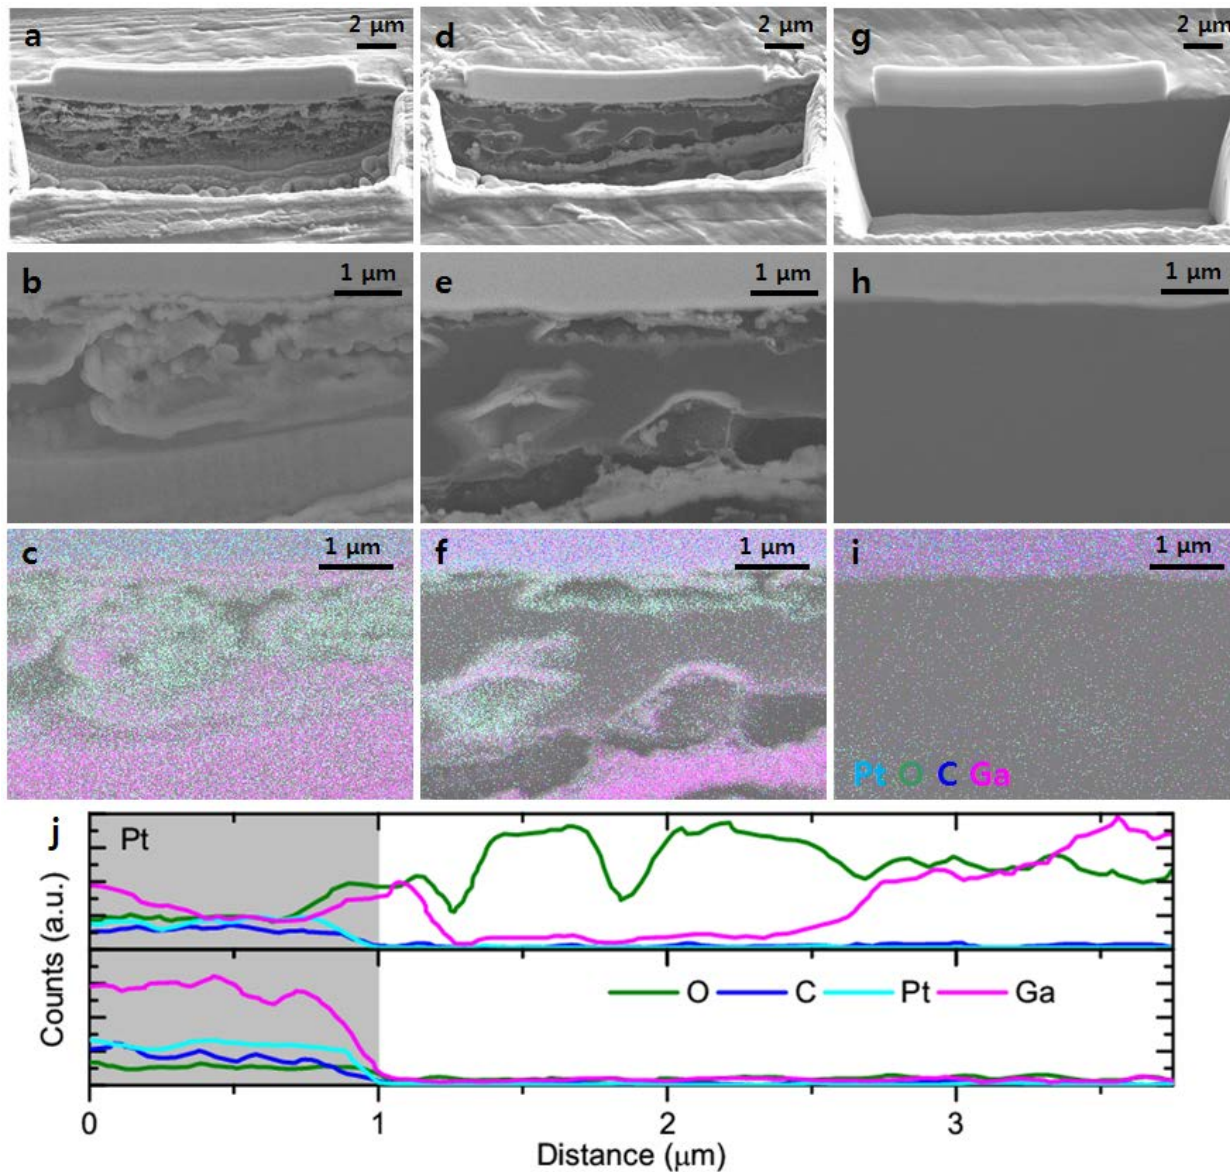 a 2 µm d 2 µm g 2 µm
b 1 µm e 1 µm h 1 µm
c 1 µm f 1 µm i 1 µm
Pt O C Ga
j Pt
Counts (a.u.)
O C Pt Ga
0 1 2 3
Distance (µm)